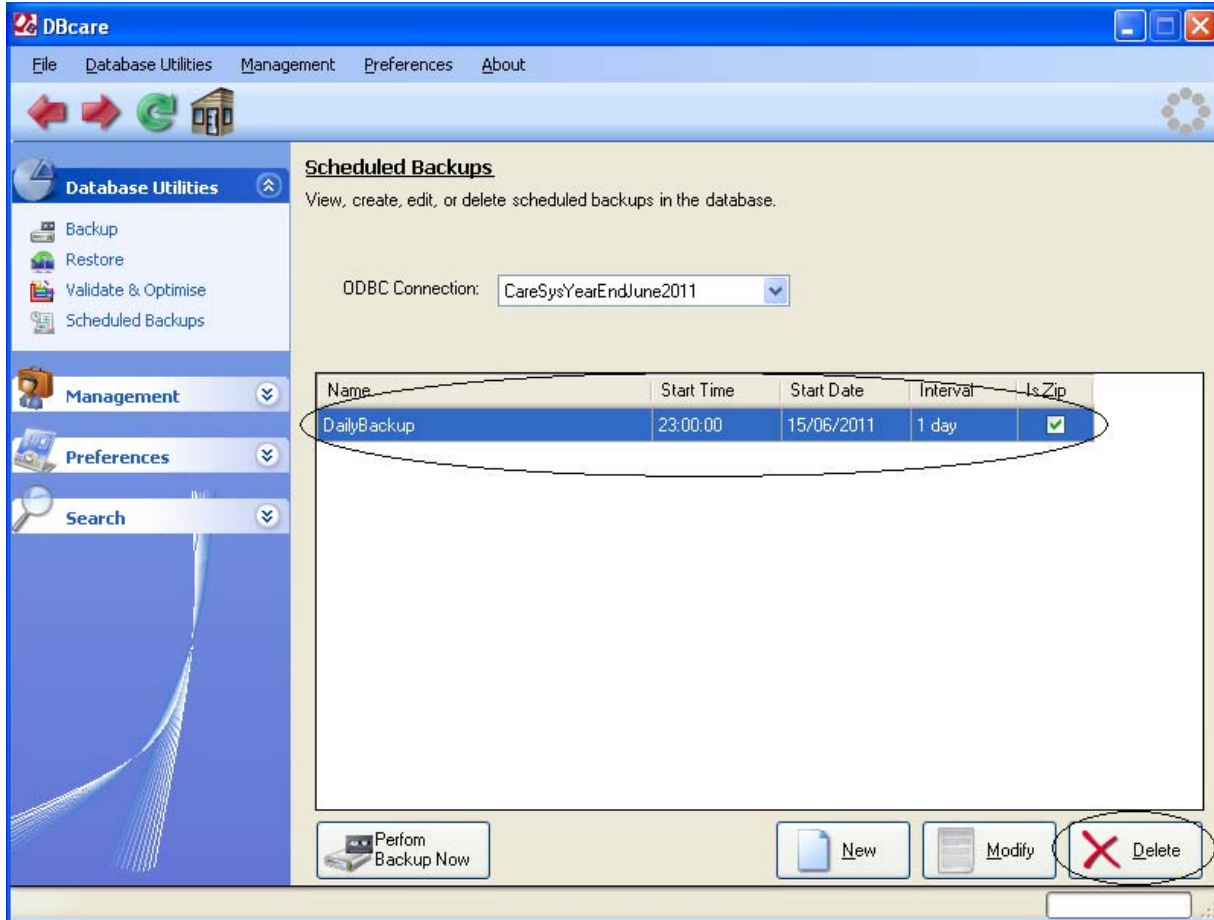 DBcare
File Database Utilities Management Preferences About
Database Utilities
Backup
Restore
Validate & Optimise
Scheduled Backups
Management
Preferences
Search
Scheduled Backups
View, create, edit, or delete scheduled backups in the database.
ODBC Connection: CareSysYearEndJune2011
Name Start Time Start Date Interval Is Zip
DailyBackup 23:00:00 15/06/2011 1 day
Perfom
Backup Now
New
Modify
Delete